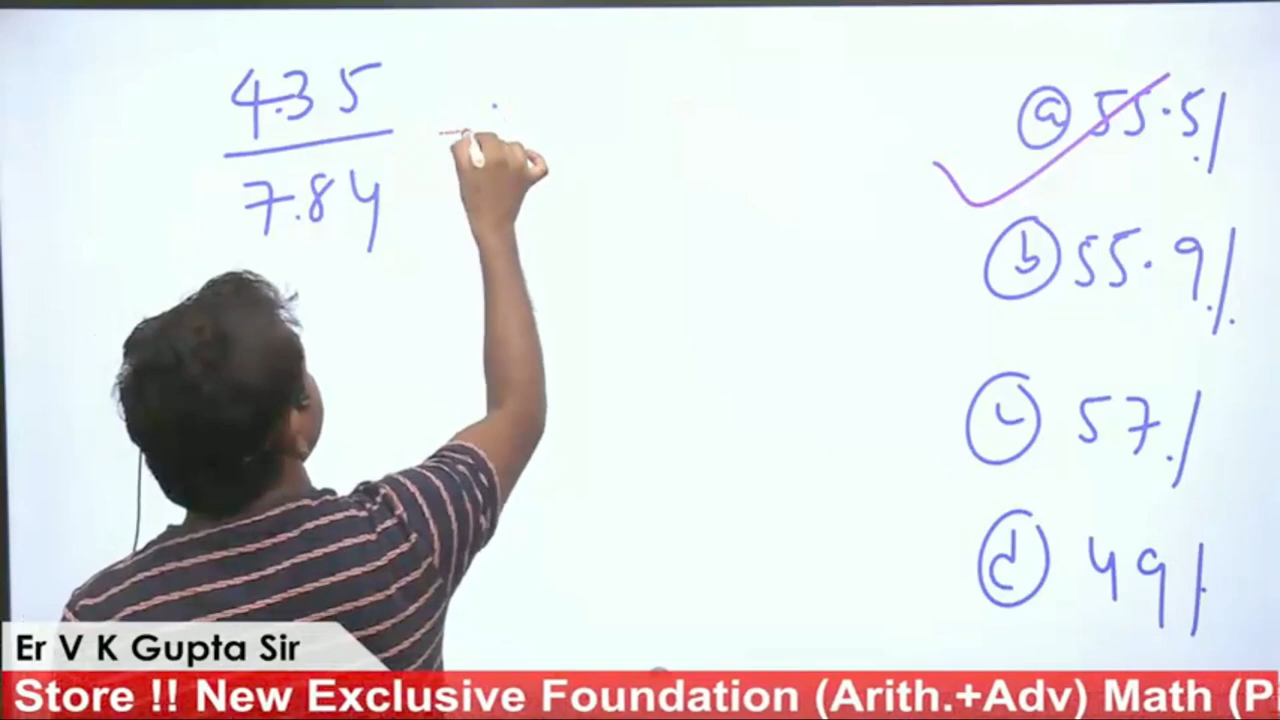 4.35
7.84
a 55.5%
b 55.9%
c 57%
d 49%
Er V K Gupta Sir
Store !! New Exclusive Foundation (Arith.+Adv) Math (P